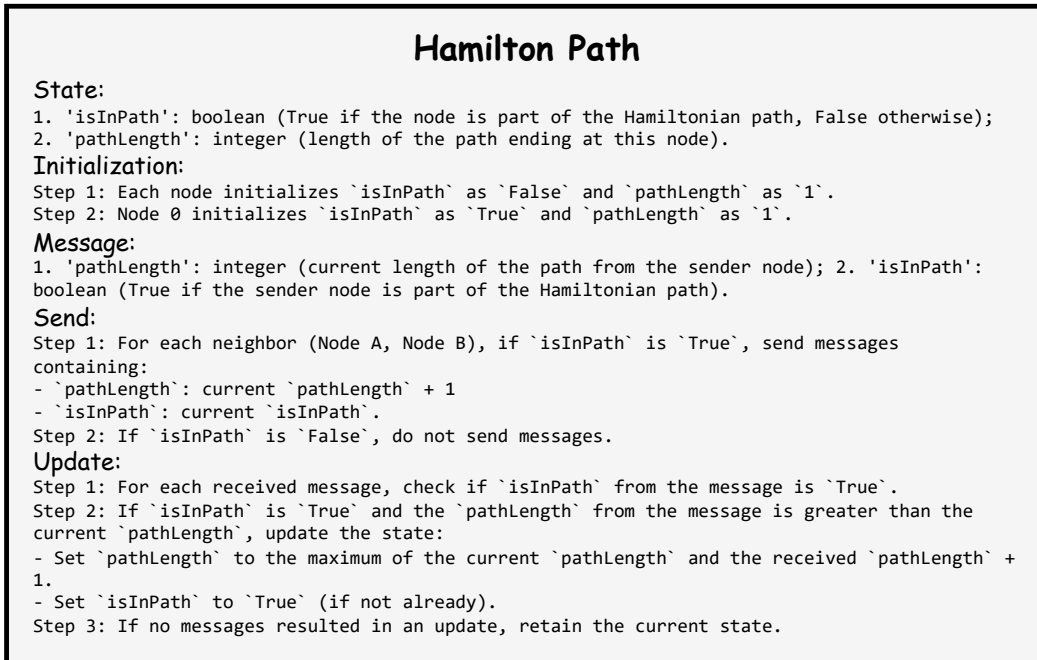 Hamilton Path
State:
1. 'isInPath': boolean (True if the node is part of the Hamiltonian path, False otherwise);
2. 'pathLength': integer (length of the path ending at this node).
Initialization:
Step 1: Each node initializes `isInPath` as `False` and `pathLength` as `1`.
Step 2: Node 0 initializes `isInPath` as `True` and `pathLength` as `1`.
Message:
1. 'pathLength': integer (current length of the path from the sender node); 2. 'isInPath':
boolean (True if the sender node is part of the Hamiltonian path).
Send:
Step 1: For each neighbor (Node A, Node B), if `isInPath` is `True`, send messages
containing:
- `pathLength`: current `pathLength` + 1
- `isInPath`: current `isInPath`.
Step 2: If `isInPath` is `False`, do not send messages.
Update:
Step 1: For each received message, check if `isInPath` from the message is `True`.
Step 2: If `isInPath` is `True` and the `pathLength` from the message is greater than the
current `pathLength`, update the state:
- Set `pathLength` to the maximum of the current `pathLength` and the received `pathLength` +
1.
- Set `isInPath` to `True` (if not already).
Step 3: If no messages resulted in an update, retain the current state.